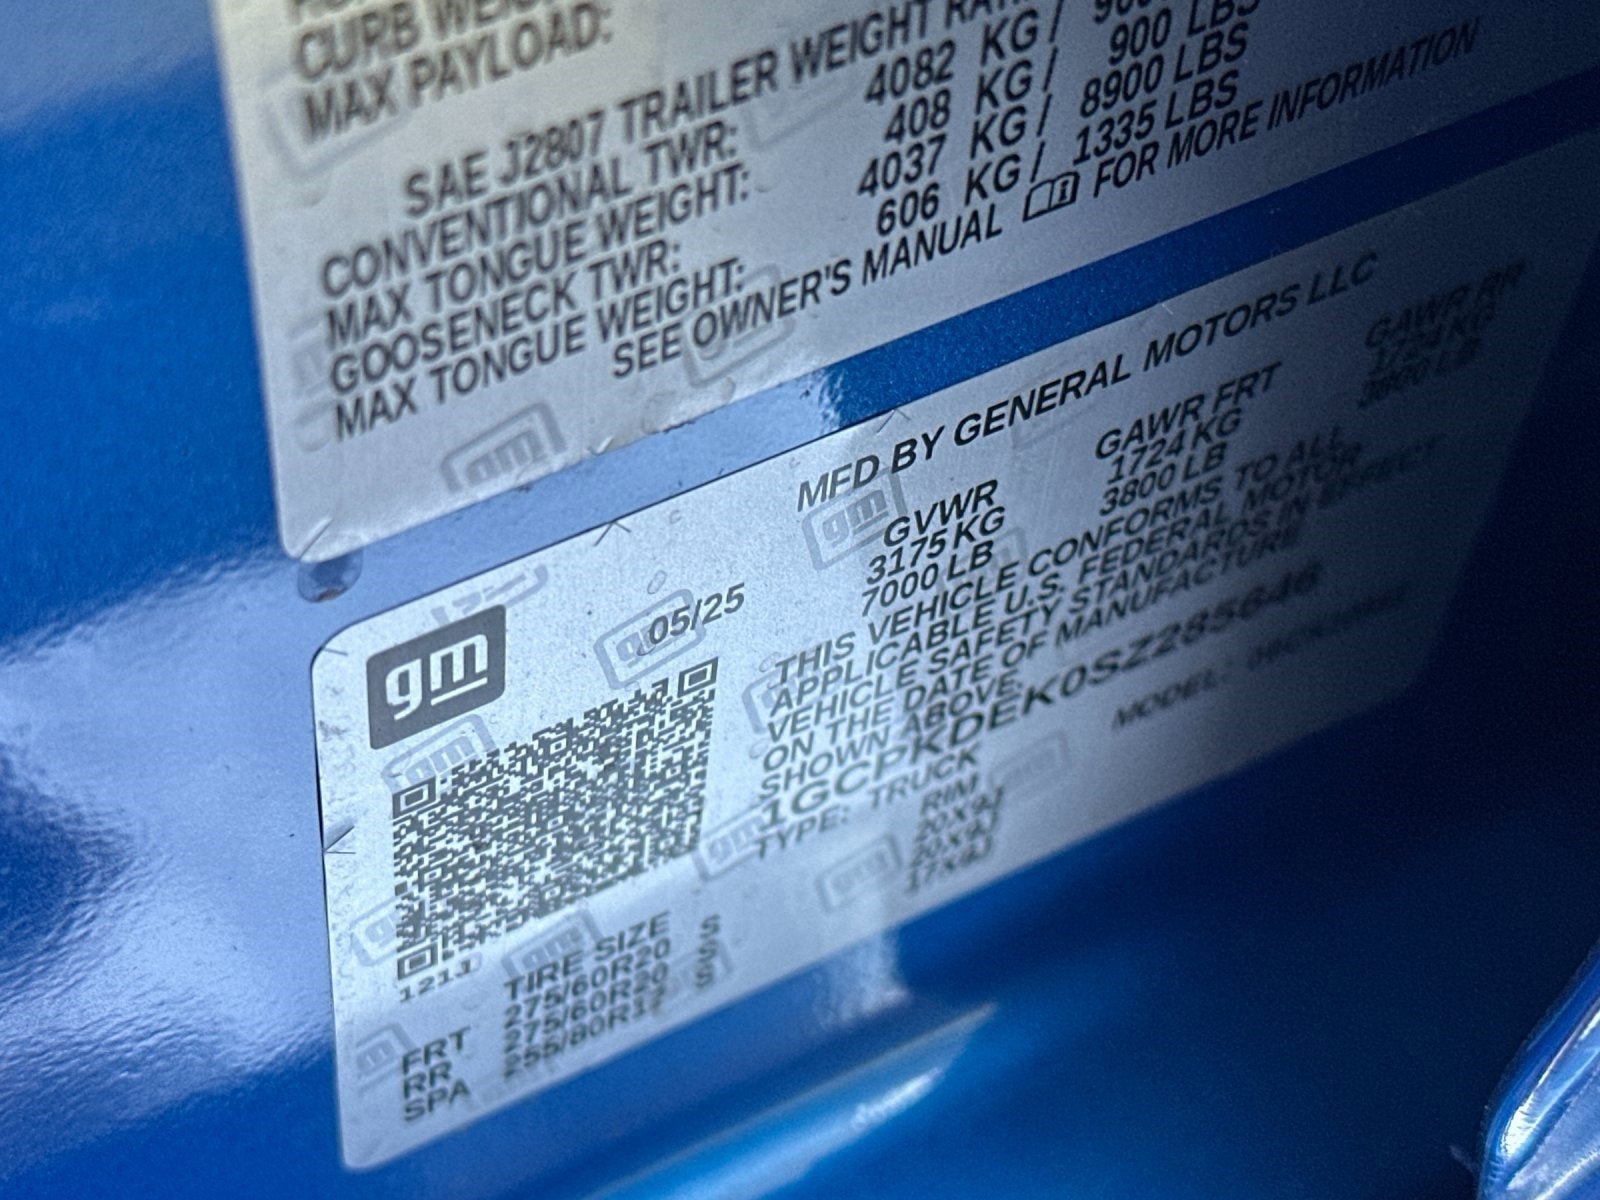 CURB WEIGHT
MAX PAYLOAD:
SAE J2807 TRAILER WEIGHT
CONVENTIONAL TWR: 4082 KG/
MAX TONGUE WEIGHT: 408 KG/ 900 LBS
GOOSENECK TWR: 4037 KG/ 8900 LBS
MAX TONGUE WEIGHT: 606 KG/ 1335 LBS
SEE OWNER'S MANUAL FOR MORE INFORMATION
gm
05/25
MFD BY GENERAL MOTORS LLC
GVWR GAWR FRT GAWR RR
3175 KG 1724 KG 1724 KG
7000 LB 3800 LB 3800 LB
THIS VEHICLE CONFORMS TO ALL
APPLICABLE U.S. FEDERAL MOTOR
VEHICLE SAFETY STANDARDS IN EFFECT
ON THE DATE OF MANUFACTURE
SHOWN ABOVE.
1GCPKDEK0SZ285646
TYPE: TRUCK MODEL:
1211
TIRE SIZE S RIM
FRT 275/60R20 S 20X9J
RR 275/60R20 S 20X9J
SPA 255/80R17 17X9J